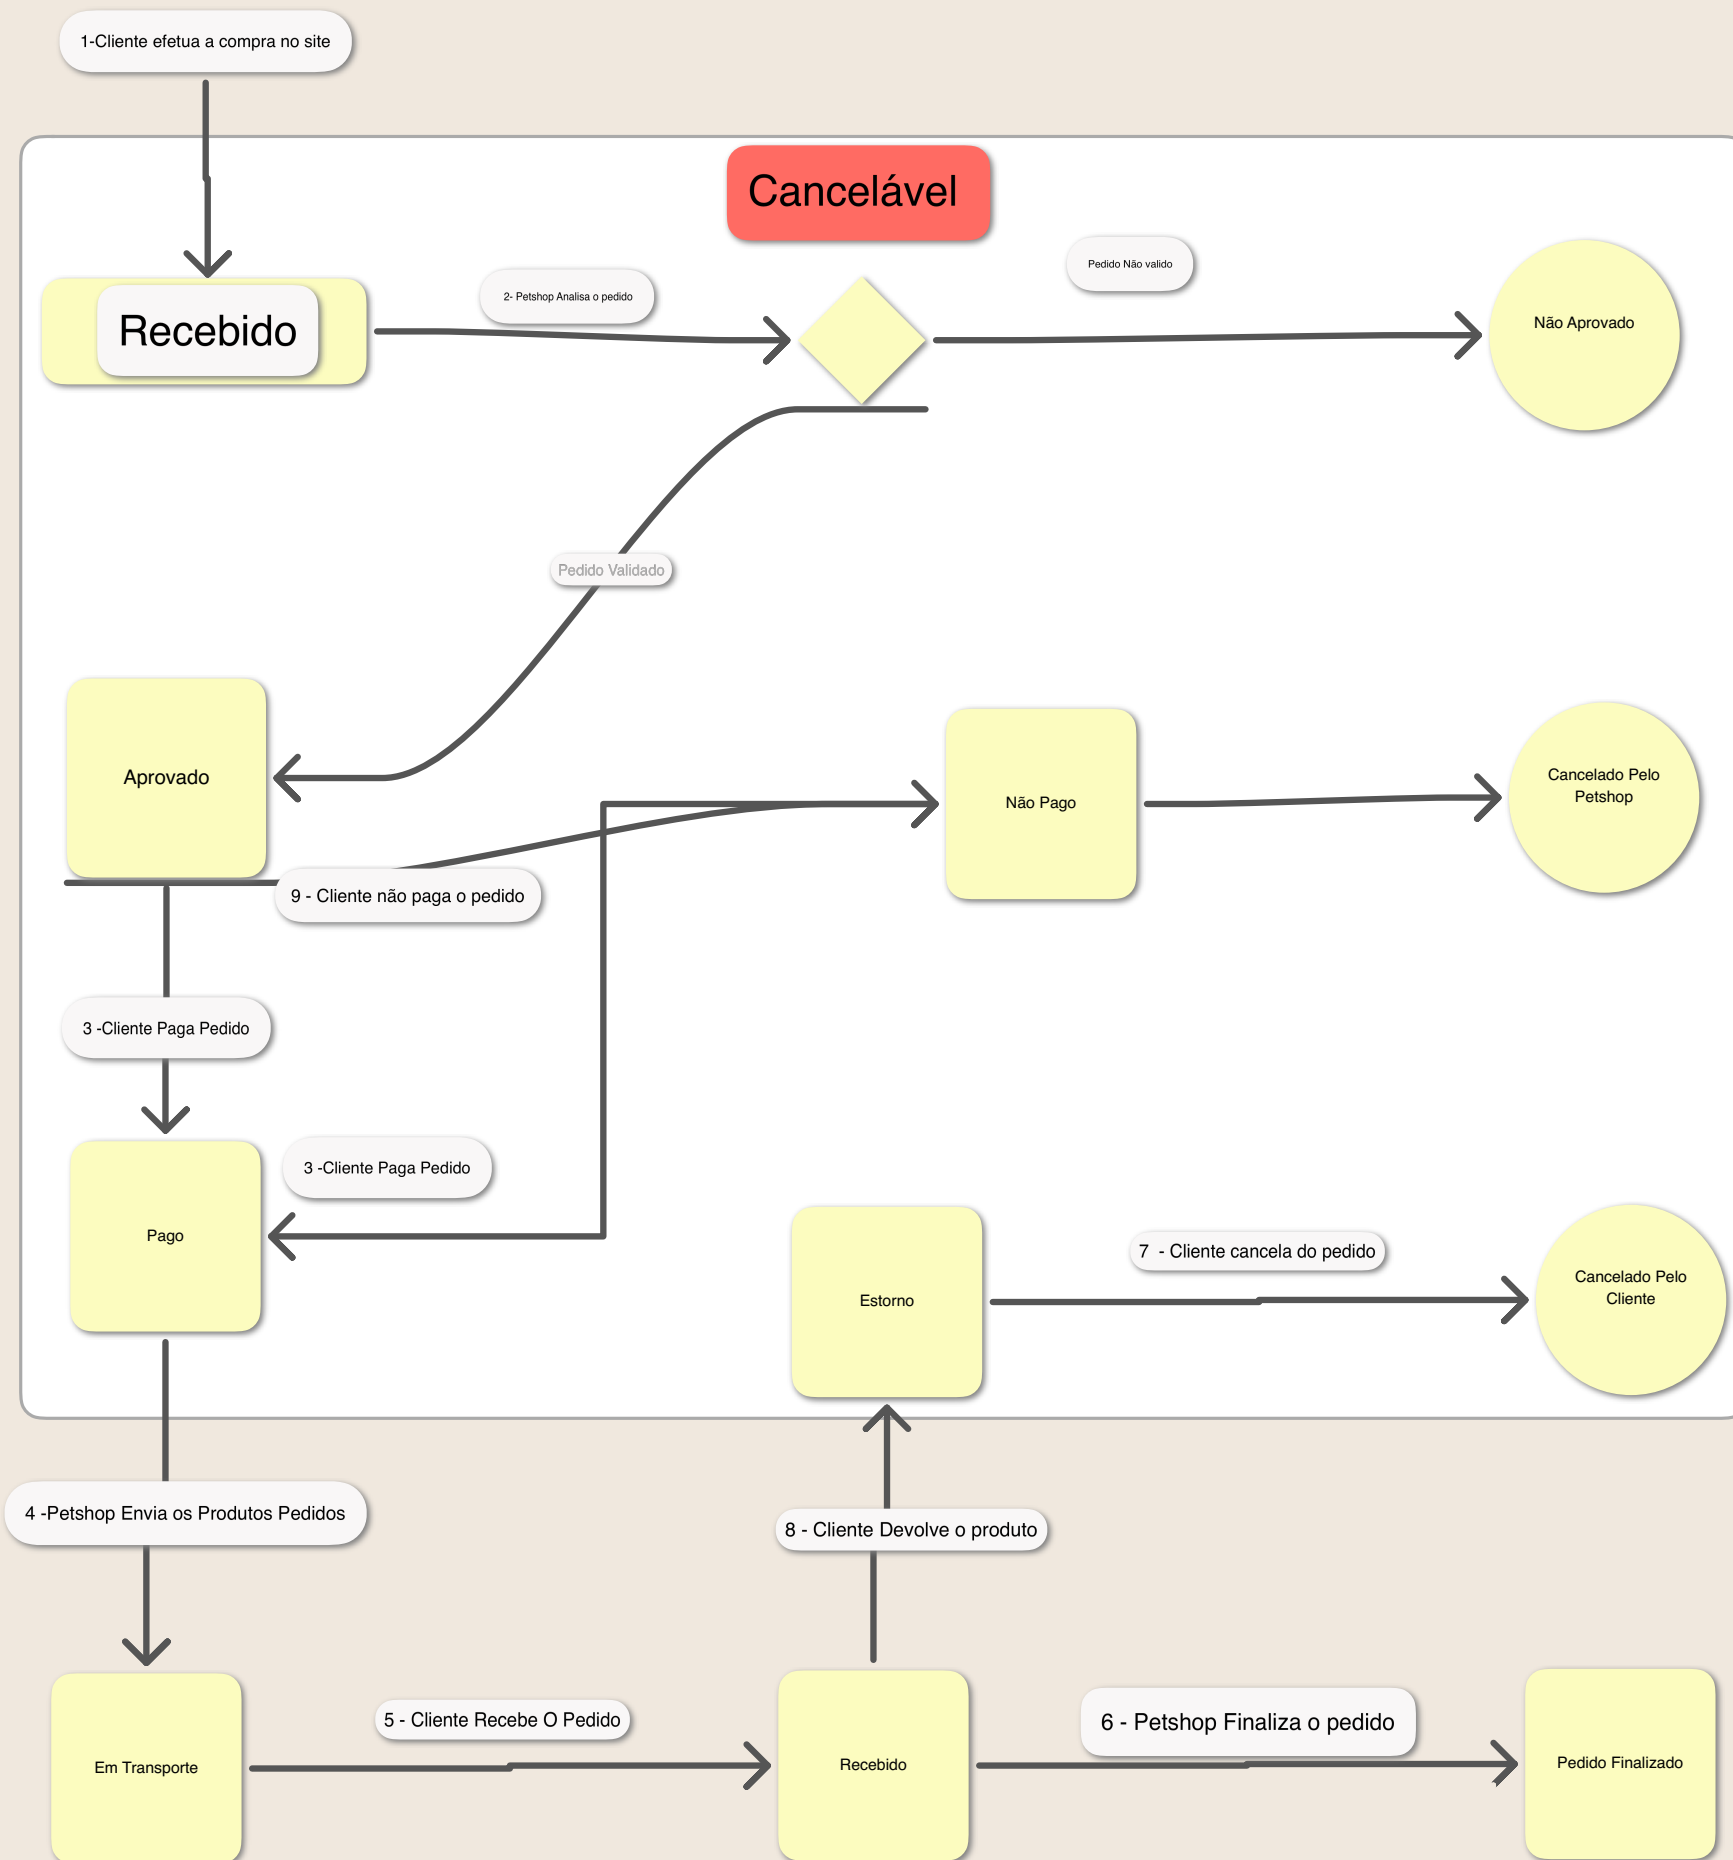 1-Cliente efetua a compra no site
Cancelável
Recebido
2- Petshop Analisa o pedido
Pedido Não valido
Não Aprovado
Pedido Validado
Aprovado
Não Pago
Cancelado Pelo
Petshop
9 - Cliente não paga o pedido
3 -Cliente Paga Pedido
3 -Cliente Paga Pedido
Pago
Estorno
7  - Cliente cancela do pedido
Cancelado Pelo
Cliente
4 -Petshop Envia os Produtos Pedidos
8 - Cliente Devolve o produto
5 - Cliente Recebe O Pedido
6 - Petshop Finaliza o pedido
Em Transporte
Recebido
Pedido Finalizado